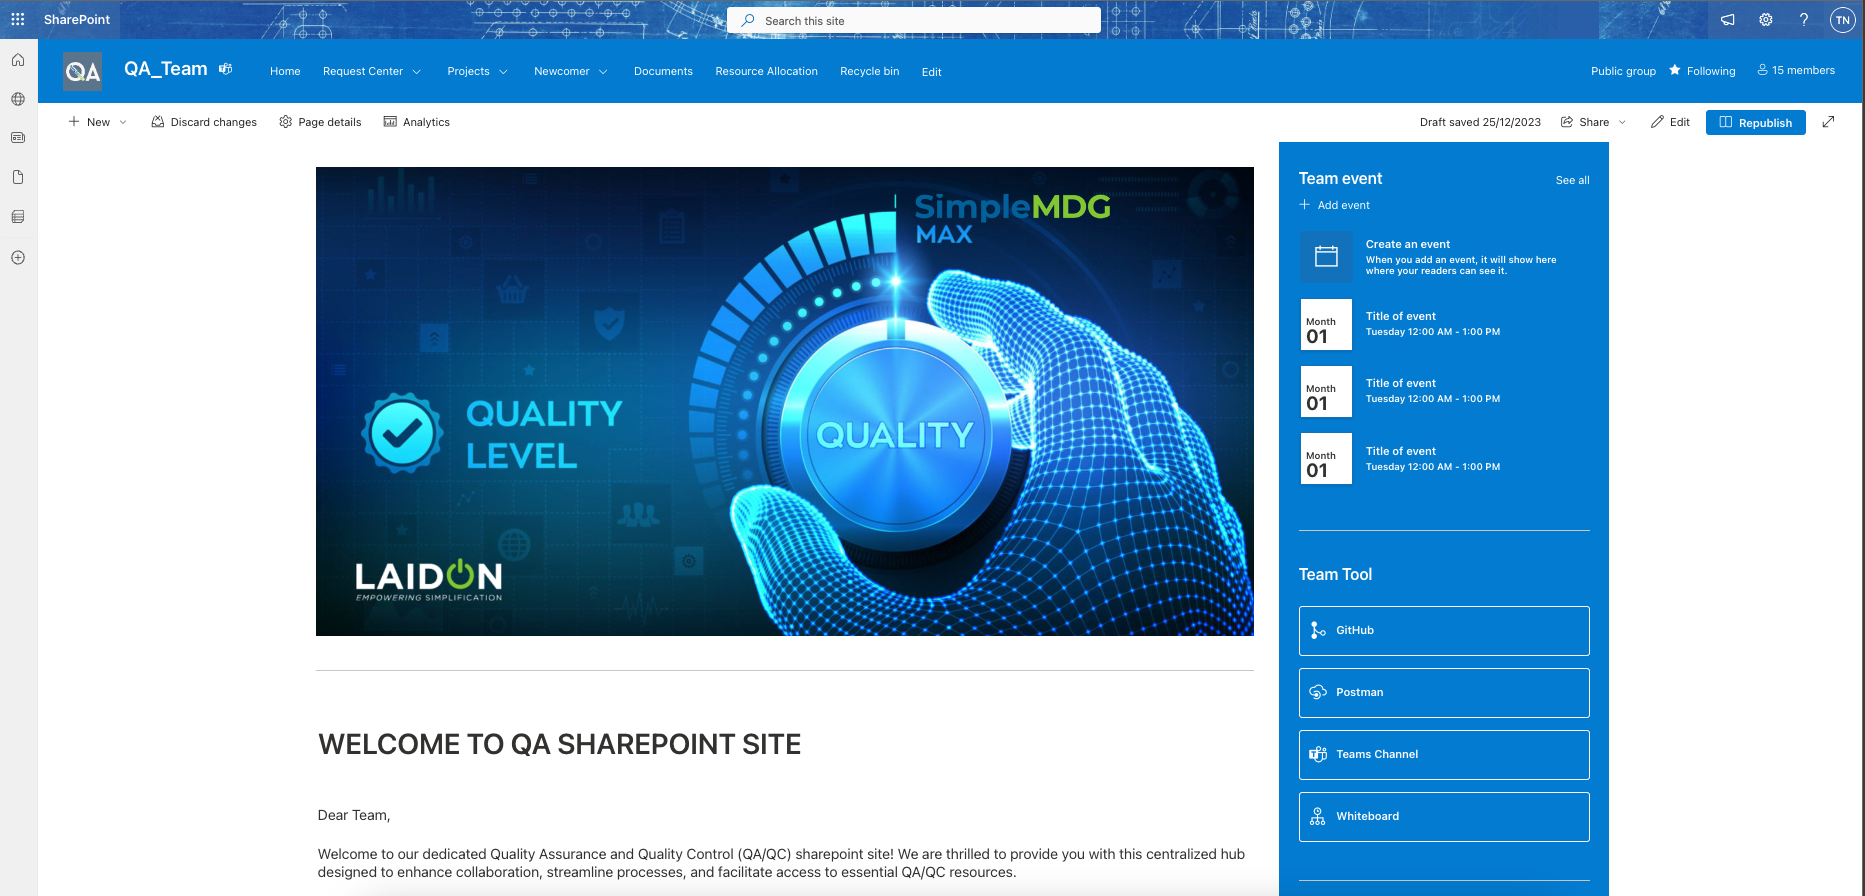 SharePoint
Search this site
?
TN
QA
QA_Team
Home
Request Center
Projects
Newcomer
Documents
Resource Allocation
Recycle bin
Edit
Public group
Following
15 members
New
Discard changes
Page details
Analytics
Draft saved 25/12/2023
Share
Edit
Republish
SimpleMDG
MAX
QUALITY
LEVEL
QUALITY
LAIDON
EMPOWERING SIMPLIFICATION
WELCOME TO QA SHAREPOINT SITE
Dear Team,
Welcome to our dedicated Quality Assurance and Quality Control (QA/QC) sharepoint site! We are thrilled to provide you with this centralized hub
designed to enhance collaboration, streamline processes, and facilitate access to essential QA/QC resources.
Team event
See all
Add event
Create an event
When you add an event, it will show here
where your readers can see it.
Month
01
Title of event
Tuesday 12:00 AM - 1:00 PM
Month
01
Title of event
Tuesday 12:00 AM - 1:00 PM
Month
01
Title of event
Tuesday 12:00 AM - 1:00 PM
Team Tool
GitHub
Postman
Teams Channel
Whiteboard